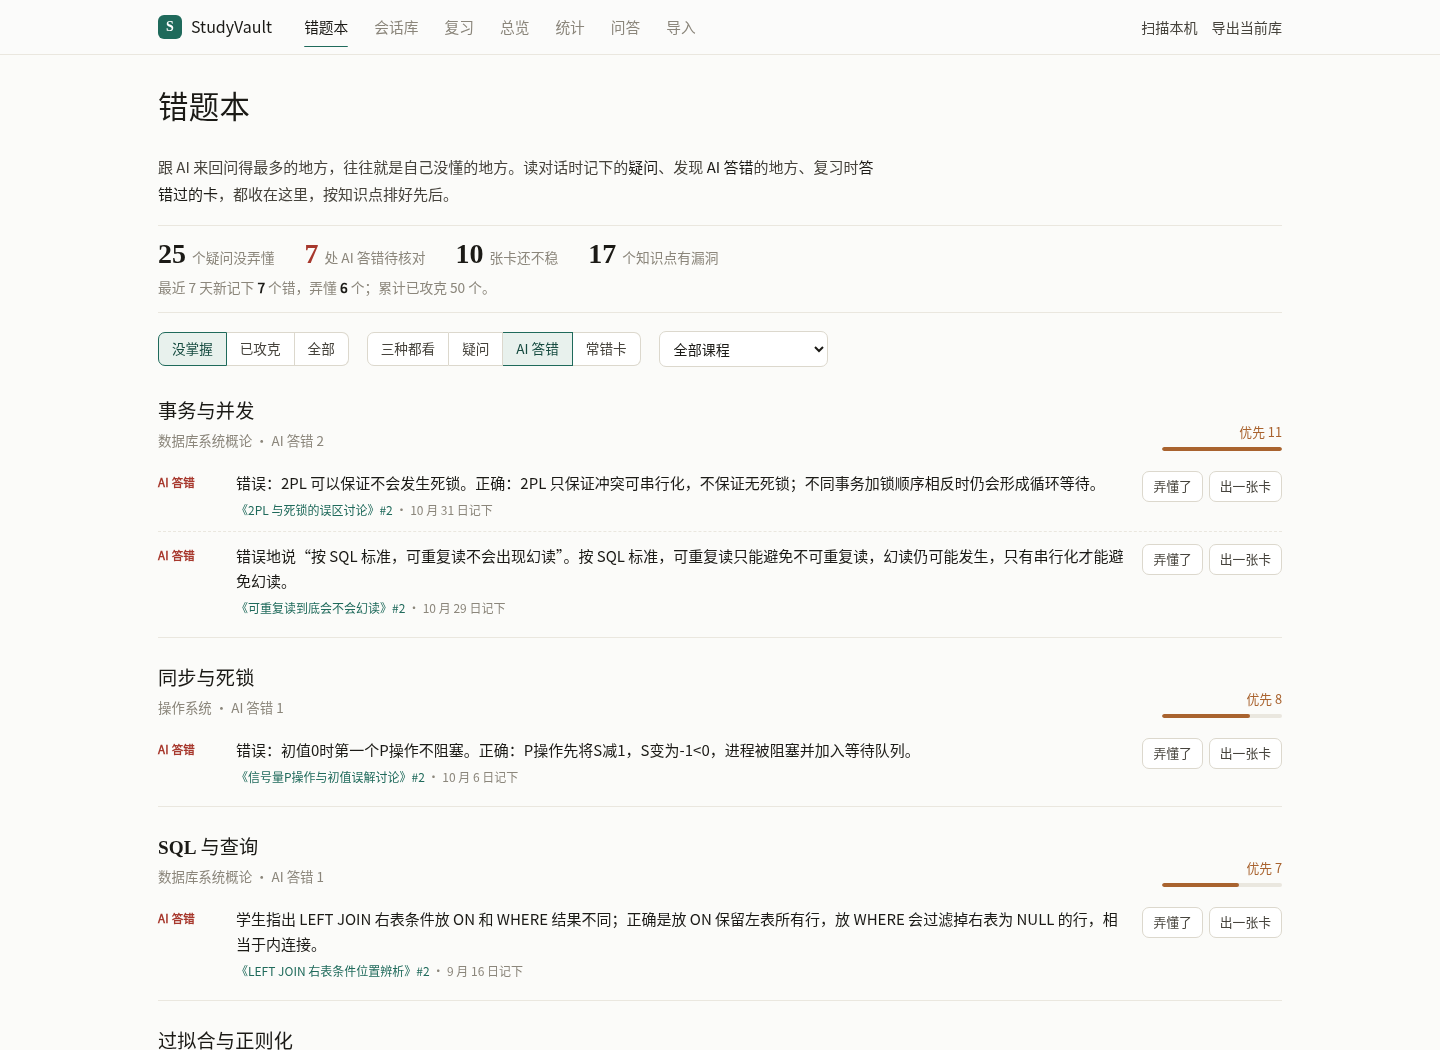 S StudyVault 错题本 会话库 复习 总览 统计 问答 导入 扫描本机 导出当前库
错题本
跟 AI 来回问得最多的地方，往往就是自己没懂的地方。读对话时记下的疑问、发现 AI 答错的地方、复习时答
错过的卡，都收在这里，按知识点排好先后。
25 个疑问没弄懂 7 处 AI 答错待核对 10 张卡还不稳 17 个知识点有漏洞
最近 7 天新记下 7 个错，弄懂 6 个；累计已攻克 50 个。
没掌握 已攻克 全部 三种都看 疑问 AI 答错 常错卡 全部课程
事务与并发
数据库系统概论 · AI 答错 2 优先 11
AI 答错 错误：2PL 可以保证不会发生死锁。正确：2PL 只保证冲突可串行化，不保证无死锁；不同事务加锁顺序相反时仍会形成循环等待。 弄懂了 出一张卡
《2PL 与死锁的误区讨论》#2 · 10 月 31 日记下
AI 答错 错误地说“按 SQL 标准，可重复读不会出现幻读”。按 SQL 标准，可重复读只能避免不可重复读，幻读仍可能发生，只有串行化才能避 弄懂了 出一张卡
免幻读。
《可重复读到底会不会幻读》#2 · 10 月 29 日记下
同步与死锁
操作系统 · AI 答错 1 优先 8
AI 答错 错误：初值0时第一个P操作不阻塞。正确：P操作先将S减1，S变为-1<0，进程被阻塞并加入等待队列。 弄懂了 出一张卡
《信号量P操作与初值误解讨论》#2 · 10 月 6 日记下
SQL 与查询
数据库系统概论 · AI 答错 1 优先 7
AI 答错 学生指出 LEFT JOIN 右表条件放 ON 和 WHERE 结果不同；正确是放 ON 保留左表所有行，放 WHERE 会过滤掉右表为 NULL 的行，相 弄懂了 出一张卡
当于内连接。
《LEFT JOIN 右表条件位置辨析》#2 · 9 月 16 日记下
过拟合与正则化